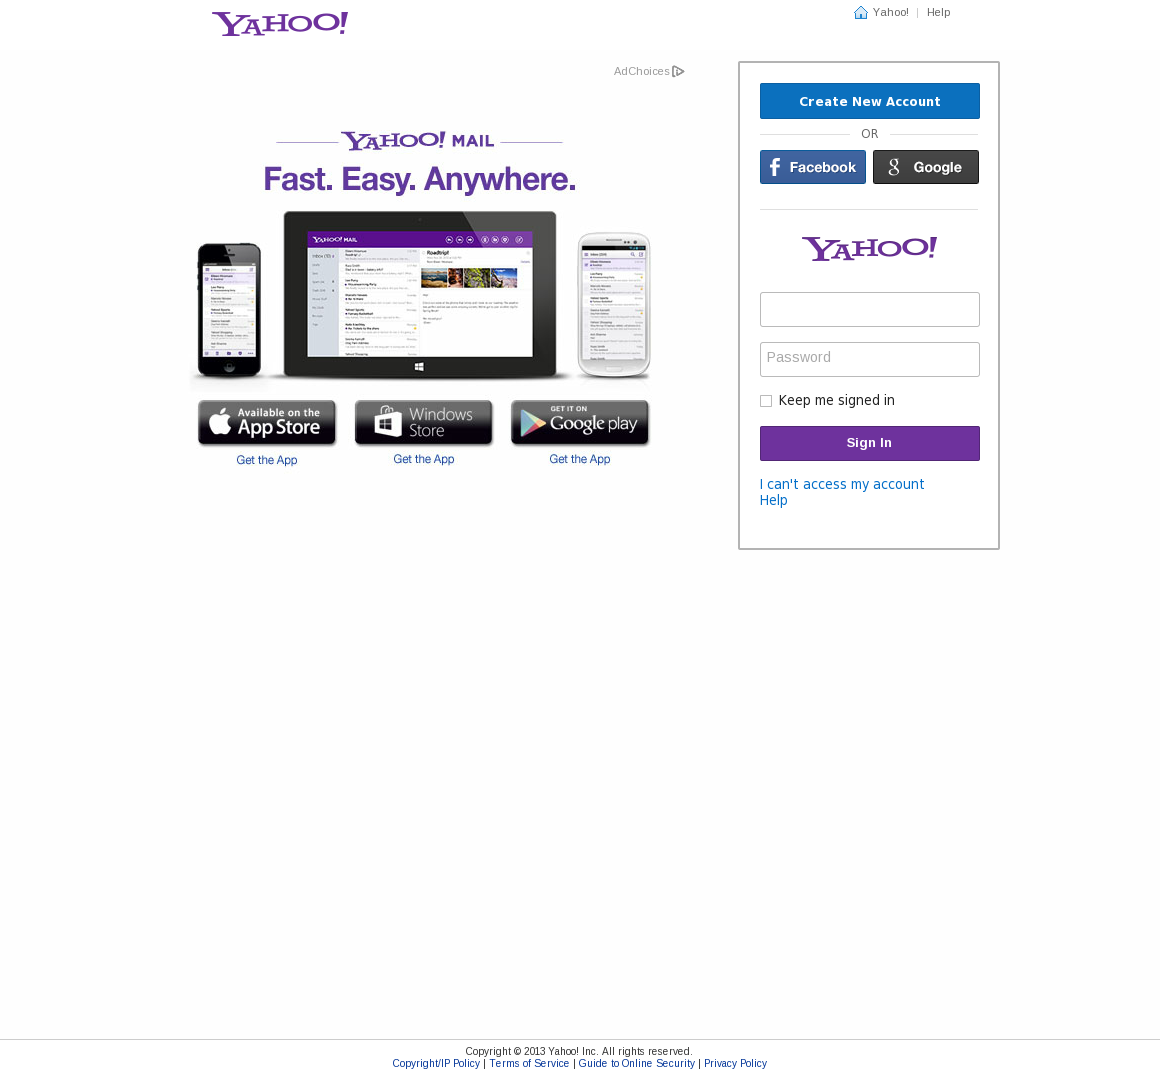 YAHOO!
Yahoo! | Help
AdChoices
YAHOO! MAIL
Fast. Easy. Anywhere.
YAHOO! MAIL
Roadtrip!
Available on the
App Store
Get the App
Windows
Store
Get the App
GET IT ON
Google play
Get the App
Create New Account
OR
Facebook
Google
YAHOO!
Password
Keep me signed in
Sign In
I can't access my account
Help
Copyright © 2013 Yahoo! Inc. All rights reserved.
Copyright/IP Policy | Terms of Service | Guide to Online Security | Privacy Policy